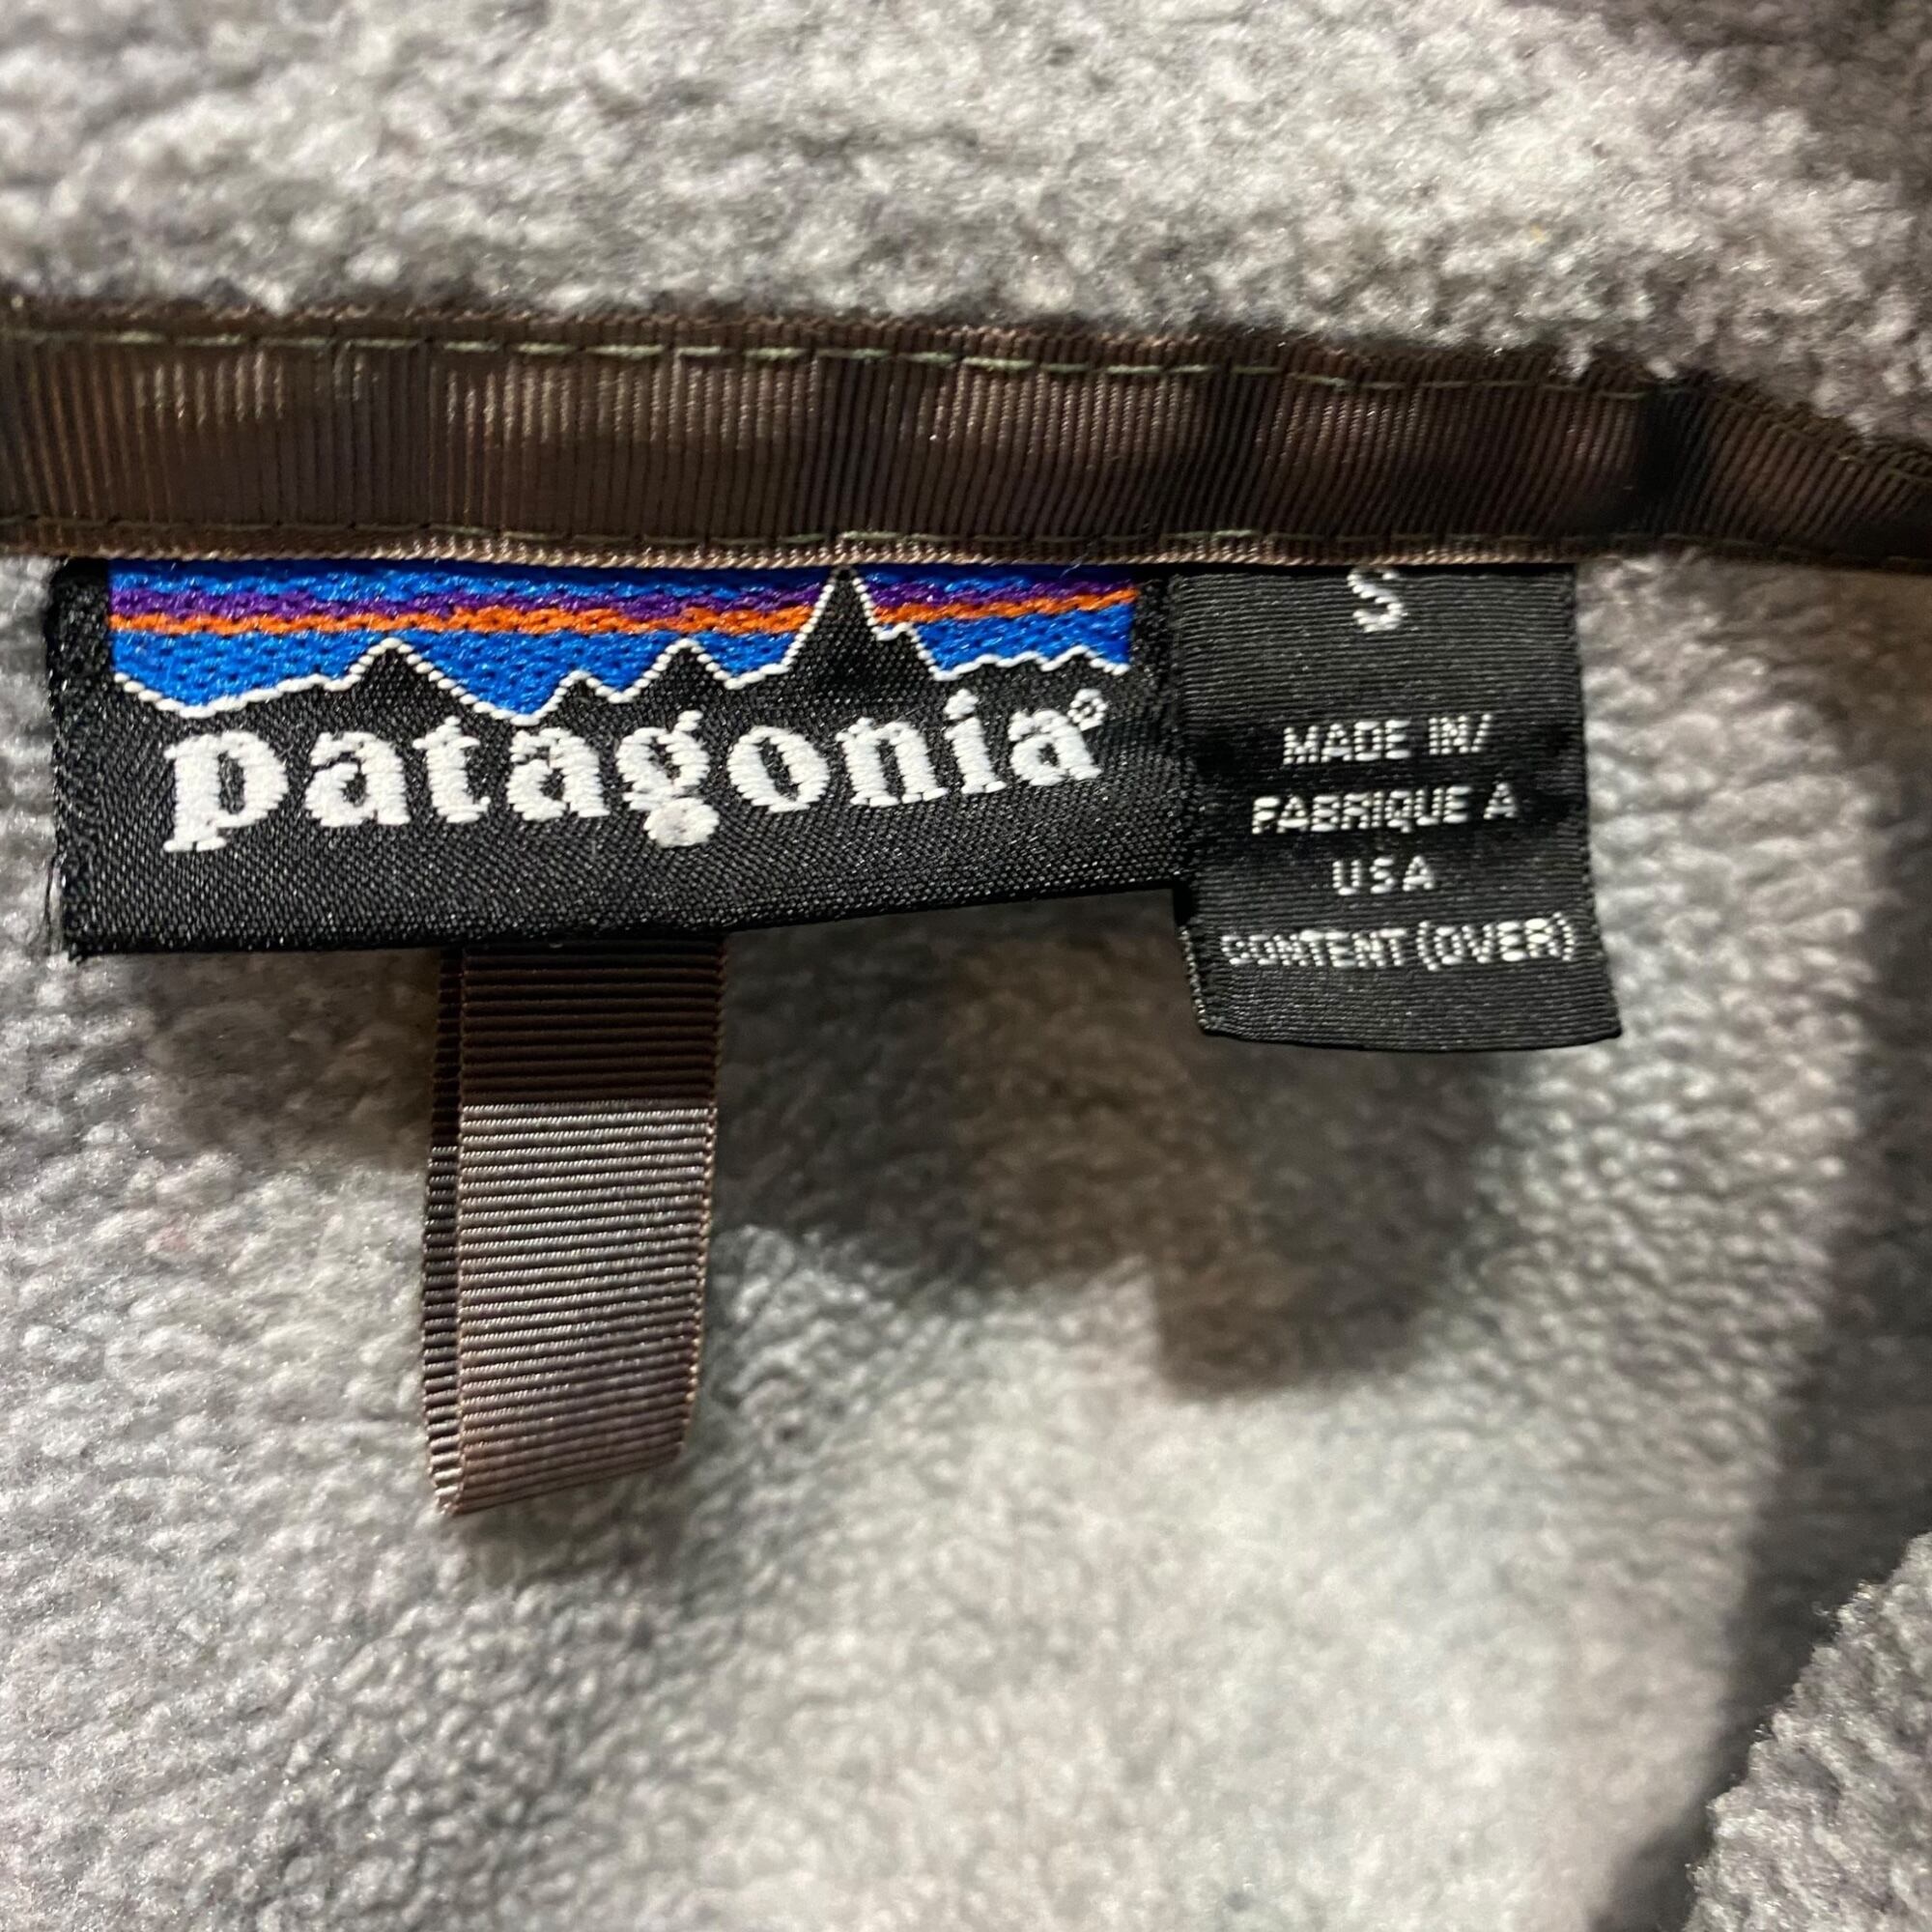 patagonia®
S
MADE IN/
FABRIQUE A
USA
CONTENT (OVER)